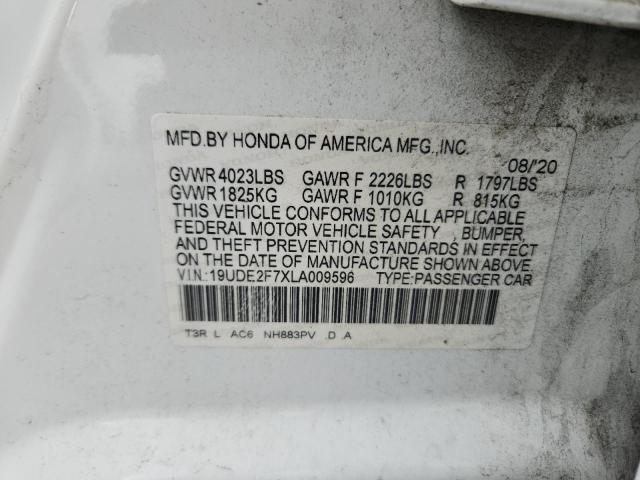 MFD.BY HONDA OF AMERICA MFG.,INC.
08/'20
GVWR 4023LBS GAWR F 2226LBS R 1797LBS
GVWR 1825KG GAWR F 1010KG R 815KG
THIS VEHICLE CONFORMS TO ALL APPLICABLE
FEDERAL MOTOR VEHICLE SAFETY , BUMPER,
AND THEFT PREVENTION STANDARDS IN EFFECT
ON THE DATE OF MANUFACTURE SHOWN ABOVE.
V.I.N.:19UDE2F7XLA009596 TYPE:PASSENGER CAR
T3R L AC6 NH883PV .D .A